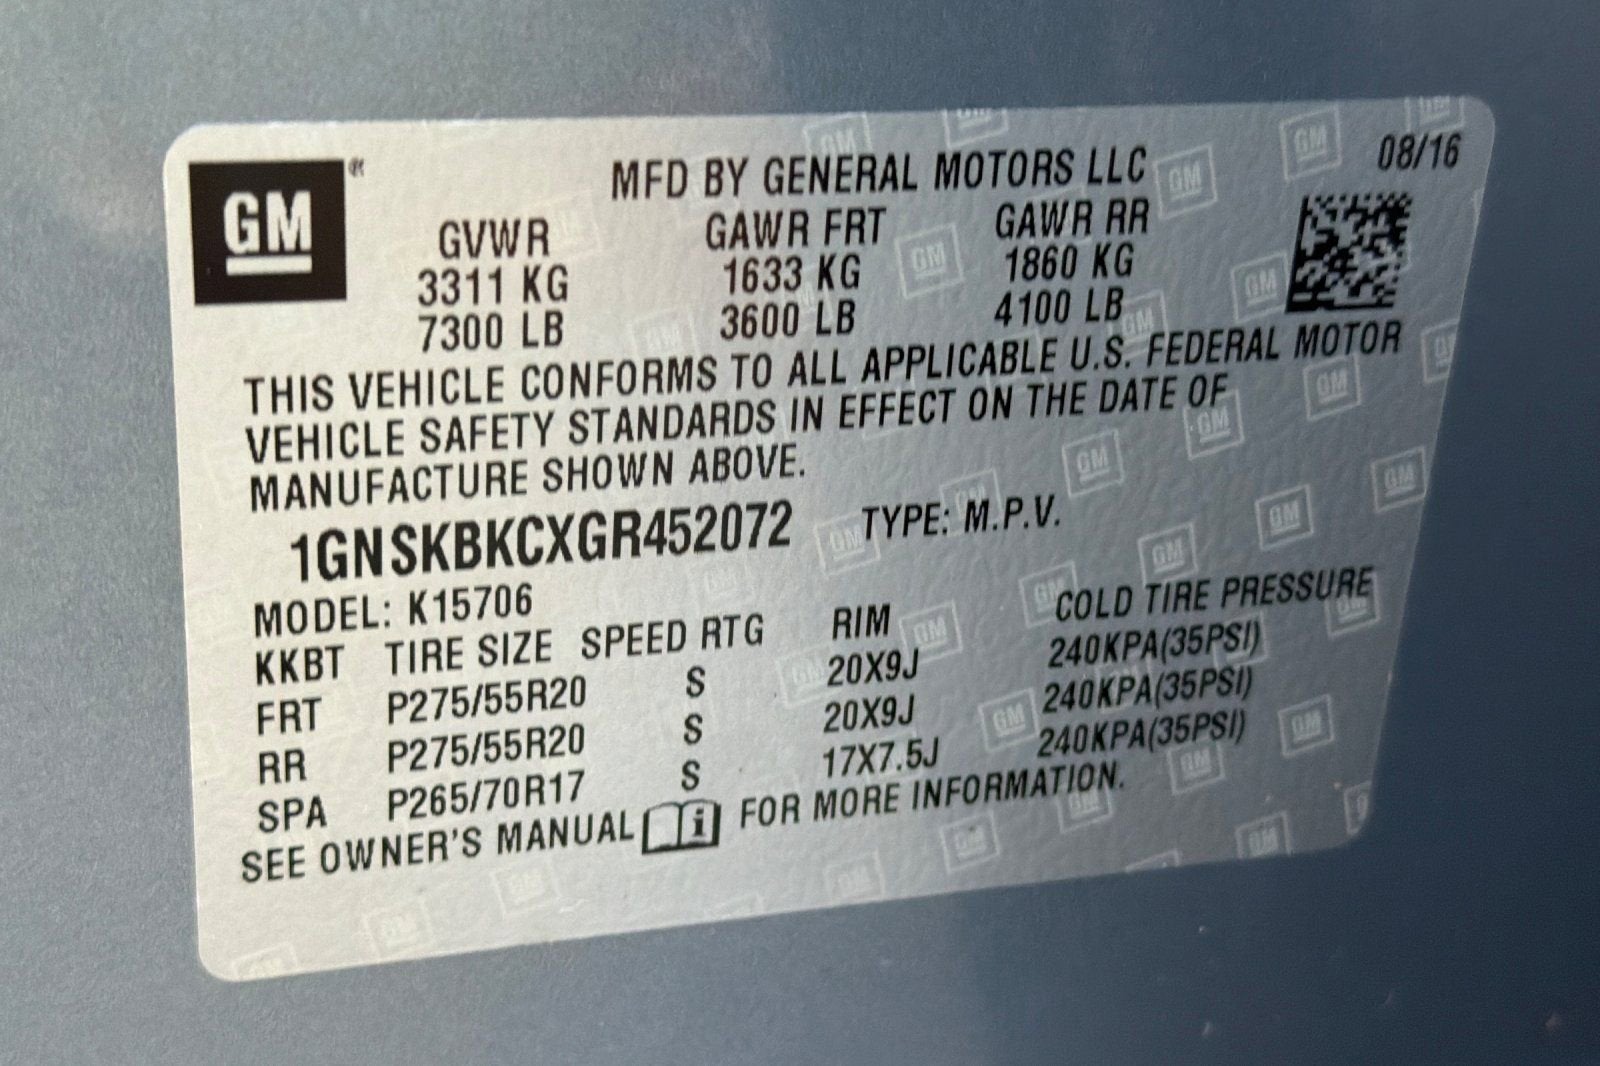 GM® MFD BY GENERAL MOTORS LLC 08/16
GVWR GAWR FRT GAWR RR
3311 KG 1633 KG 1860 KG
7300 LB 3600 LB 4100 LB
THIS VEHICLE CONFORMS TO ALL APPLICABLE U.S. FEDERAL MOTOR
VEHICLE SAFETY STANDARDS IN EFFECT ON THE DATE OF
MANUFACTURE SHOWN ABOVE.
1GNSKBKCXGR452072 TYPE: M.P.V.
MODEL: K15706
KKBT TIRE SIZE SPEED RTG RIM COLD TIRE PRESSURE
FRT P275/55R20 S 20X9J 240KPA(35PSI)
RR P275/55R20 S 20X9J 240KPA(35PSI)
SPA P265/70R17 S 17X7.5J 240KPA(35PSI)
SEE OWNER'S MANUAL i FOR MORE INFORMATION.